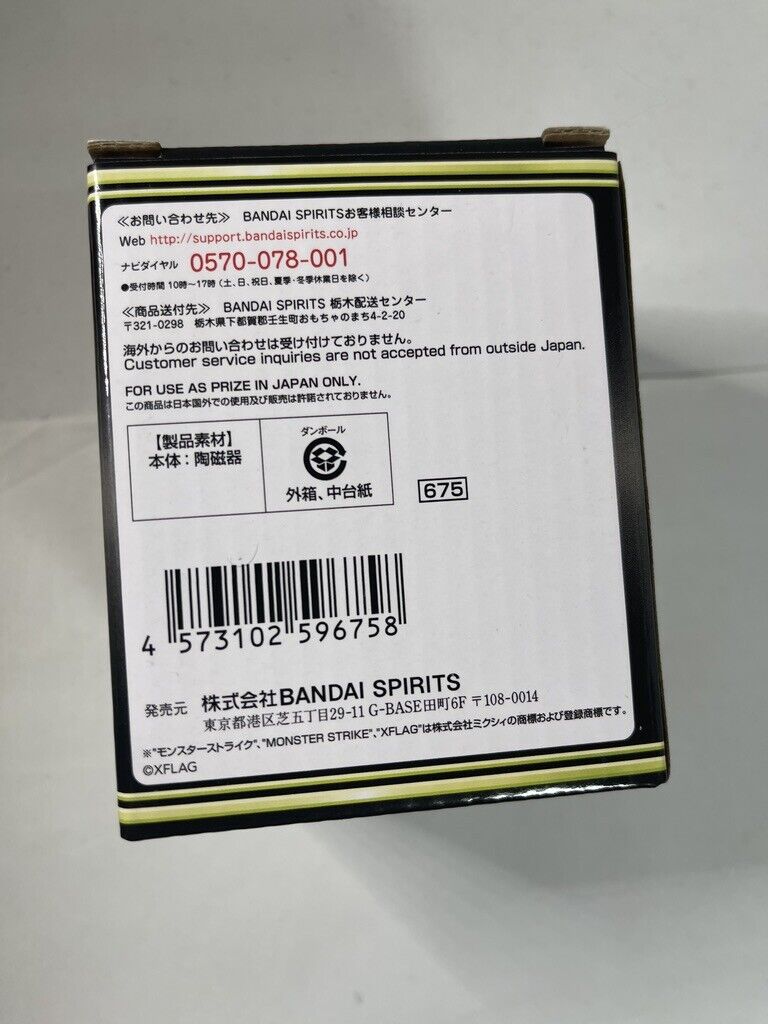 ≪お問い合わせ先≫ BANDAI SPIRITSお客様相談センター
Web http://support.bandaispirits.co.jp
ナビダイヤル 0570-078-001
●受付時間 10時〜17時（土、日、祝日、夏季・冬季休業日を除く）
≪商品送付先≫ BANDAI SPIRITS 栃木配送センター
〒321-0298 栃木県下都賀郡壬生町おもちゃのまち4-2-20
海外からのお問い合わせは受け付けておりません。
Customer service inquiries are not accepted from outside Japan.
FOR USE AS PRIZE IN JAPAN ONLY.
この商品は日本国外での使用及び販売は許諾されておりません。
【製品素材】
本体：陶磁器
ダンボール
外箱、中台紙
675
4 573102 596758
発売元 株式会社BANDAI SPIRITS
東京都港区芝五丁目29-11 G-BASE田町6F 〒108-0014
※"モンスターストライク"、"MONSTER STRIKE"、"XFLAG"は株式会社ミクシィの商標および登録商標です。
©XFLAG